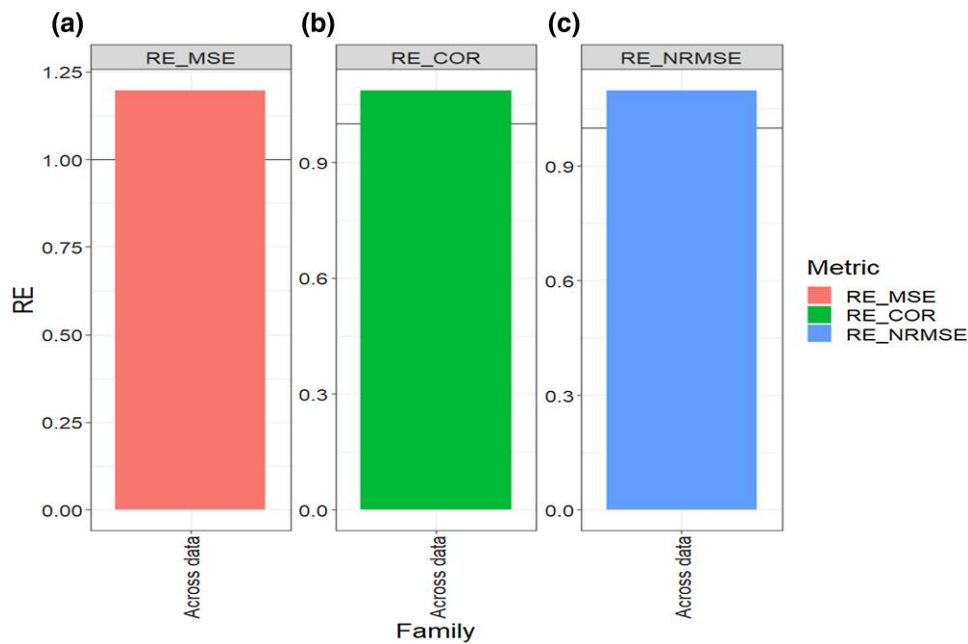 (a)
(b)
(c)
RE_MSE
RE_COR
RE_NRMSE
1.25
1.00
0.75
0.50
0.25
0.00
RE
0.9
0.6
0.3
0.0
0.9
0.6
0.3
0.0
Across data
Across data
Across data
Family
Metric
RE_MSE
RE_COR
RE_NRMSE